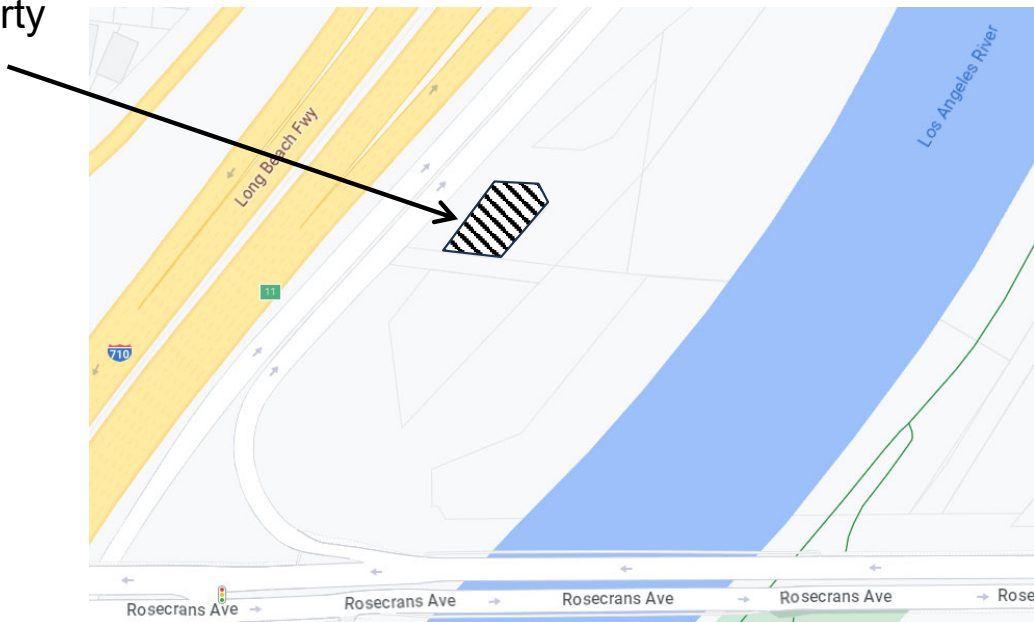 rty
Los Angeles River
Long Beach Fwy
11
710
Rosecrans Ave
Rosecrans Ave
Rosecrans Ave
Rosecrans Ave
Rose